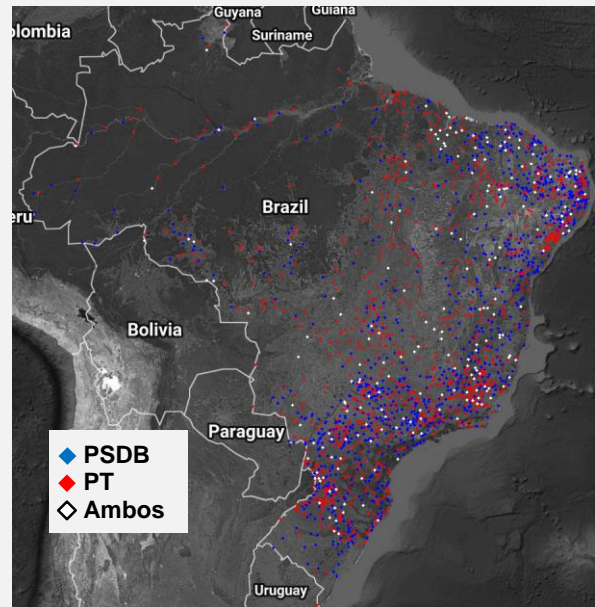 Guyana
Guiana
olombia
Suriname
Brazil
eru
Bolivia
Paraguay
PSDB
PT
Ambos
Uruguay